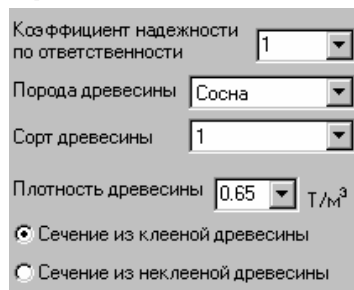 Коэффициент надежности
по ответственности 1
Порода древесины Сосна
Сорт древесины 1
Плотность древесины 0.65 Т/м³
Сечение из клееной древесины
Сечение из неклееной древесины